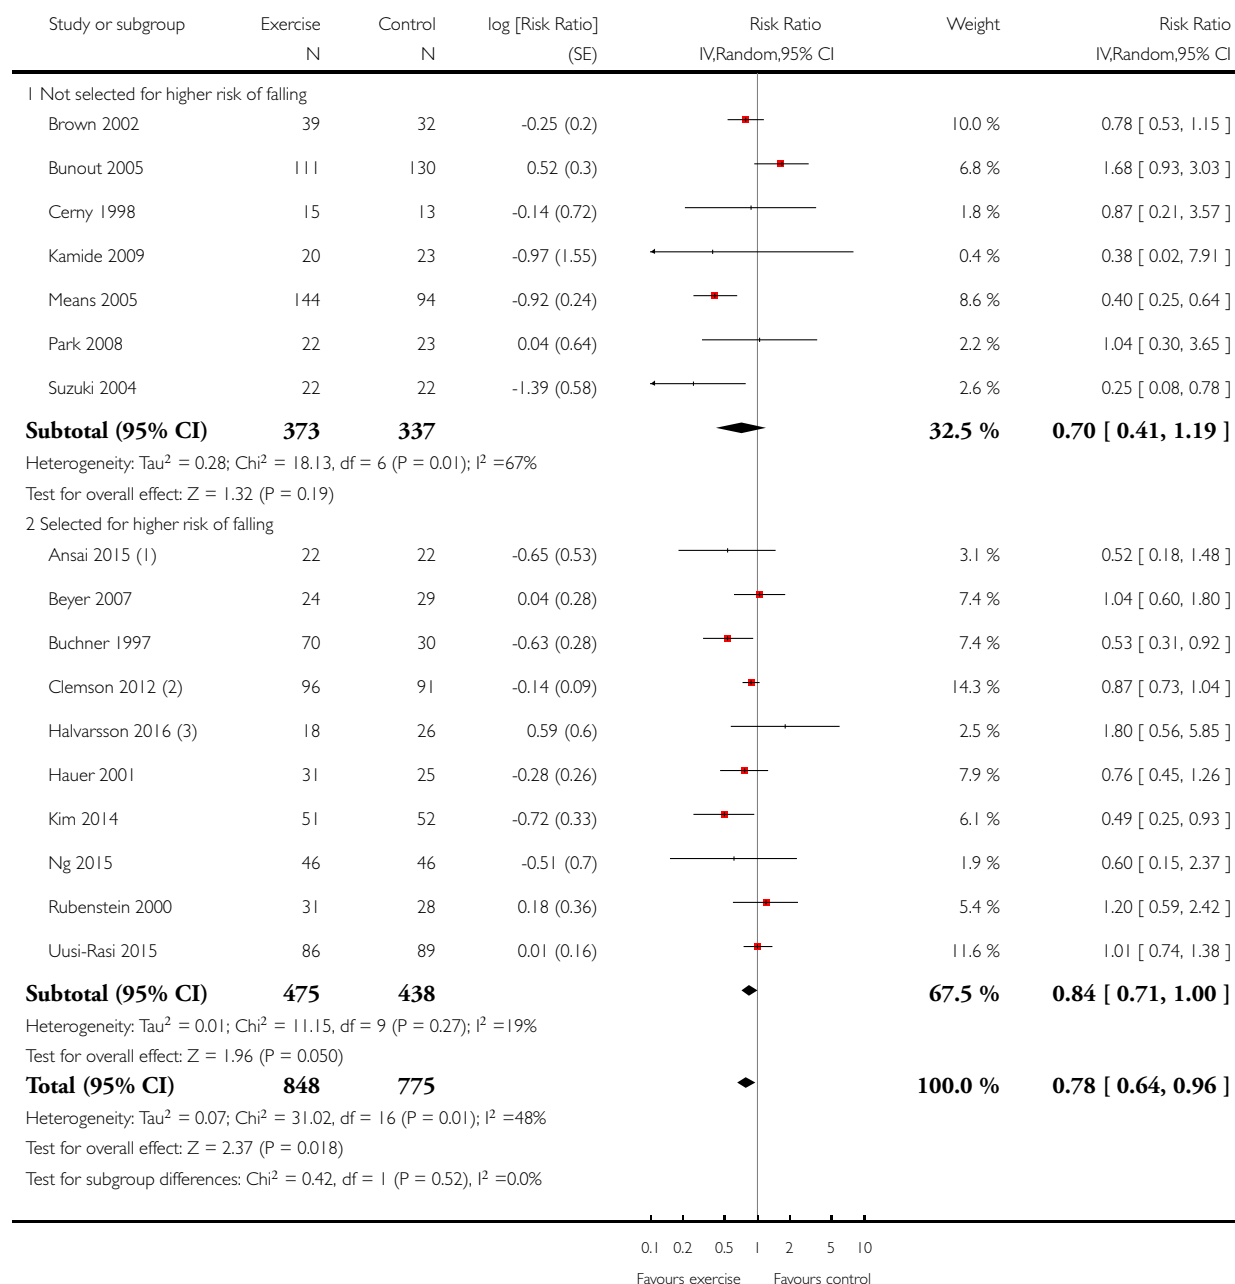 Study or subgroup Exercise Control log [Risk Ratio] Risk Ratio Weight Risk Ratio
N N (SE) IV,Random,95% CI IV,Random,95% CI
1 Not selected for higher risk of falling
Brown 2002 39 32 -0.25 (0.2) 10.0 % 0.78 [ 0.53, 1.15 ]
Bunout 2005 111 130 0.52 (0.3) 6.8 % 1.68 [ 0.93, 3.03 ]
Cerny 1998 15 13 -0.14 (0.72) 1.8 % 0.87 [ 0.21, 3.57 ]
Kamide 2009 20 23 -0.97 (1.55) 0.4 % 0.38 [ 0.02, 7.91 ]
Means 2005 144 94 -0.92 (0.24) 8.6 % 0.40 [ 0.25, 0.64 ]
Park 2008 22 23 0.04 (0.64) 2.2 % 1.04 [ 0.30, 3.65 ]
Suzuki 2004 22 22 -1.39 (0.58) 2.6 % 0.25 [ 0.08, 0.78 ]
Subtotal (95% CI) 373 337 32.5 % 0.70 [ 0.41, 1.19 ]
Heterogeneity: Tau² = 0.28; Chi² = 18.13, df = 6 (P = 0.01); I² =67%
Test for overall effect: Z = 1.32 (P = 0.19)
2 Selected for higher risk of falling
Ansai 2015 (1) 22 22 -0.65 (0.53) 3.1 % 0.52 [ 0.18, 1.48 ]
Beyer 2007 24 29 0.04 (0.28) 7.4 % 1.04 [ 0.60, 1.80 ]
Buchner 1997 70 30 -0.63 (0.28) 7.4 % 0.53 [ 0.31, 0.92 ]
Clemson 2012 (2) 96 91 -0.14 (0.09) 14.3 % 0.87 [ 0.73, 1.04 ]
Halvarsson 2016 (3) 18 26 0.59 (0.6) 2.5 % 1.80 [ 0.56, 5.85 ]
Hauer 2001 31 25 -0.28 (0.26) 7.9 % 0.76 [ 0.45, 1.26 ]
Kim 2014 51 52 -0.72 (0.33) 6.1 % 0.49 [ 0.25, 0.93 ]
Ng 2015 46 46 -0.51 (0.7) 1.9 % 0.60 [ 0.15, 2.37 ]
Rubenstein 2000 31 28 0.18 (0.36) 5.4 % 1.20 [ 0.59, 2.42 ]
Uusi-Rasi 2015 86 89 0.01 (0.16) 11.6 % 1.01 [ 0.74, 1.38 ]
Subtotal (95% CI) 475 438 67.5 % 0.84 [ 0.71, 1.00 ]
Heterogeneity: Tau² = 0.01; Chi² = 11.15, df = 9 (P = 0.27); I² =19%
Test for overall effect: Z = 1.96 (P = 0.050)
Total (95% CI) 848 775 100.0 % 0.78 [ 0.64, 0.96 ]
Heterogeneity: Tau² = 0.07; Chi² = 31.02, df = 16 (P = 0.01); I² =48%
Test for overall effect: Z = 2.37 (P = 0.018)
Test for subgroup differences: Chi² = 0.42, df = 1 (P = 0.52), I² =0.0%
0.1 0.2 0.5 1 2 5 10
Favours exercise Favours control